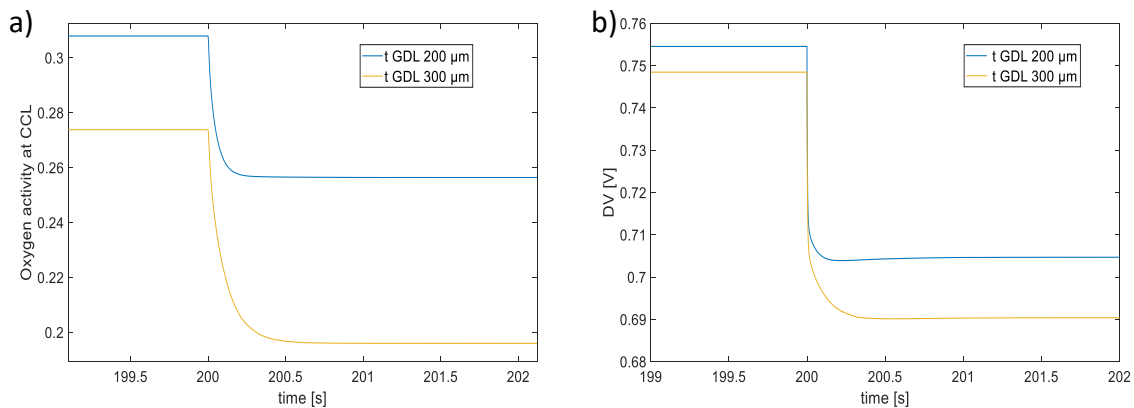 a)
Oxygen activity at CCL
0.3
0.28
0.26
0.24
0.22
0.2
t GDL 200 µm
t GDL 300 µm
199.5
200
200.5
201
201.5
202
time [s]
b)
DV [V]
0.76
0.75
0.74
0.73
0.72
0.71
0.7
0.69
0.68
t GDL 200 µm
t GDL 300 µm
199
199.5
200
200.5
201
201.5
202
time [s]